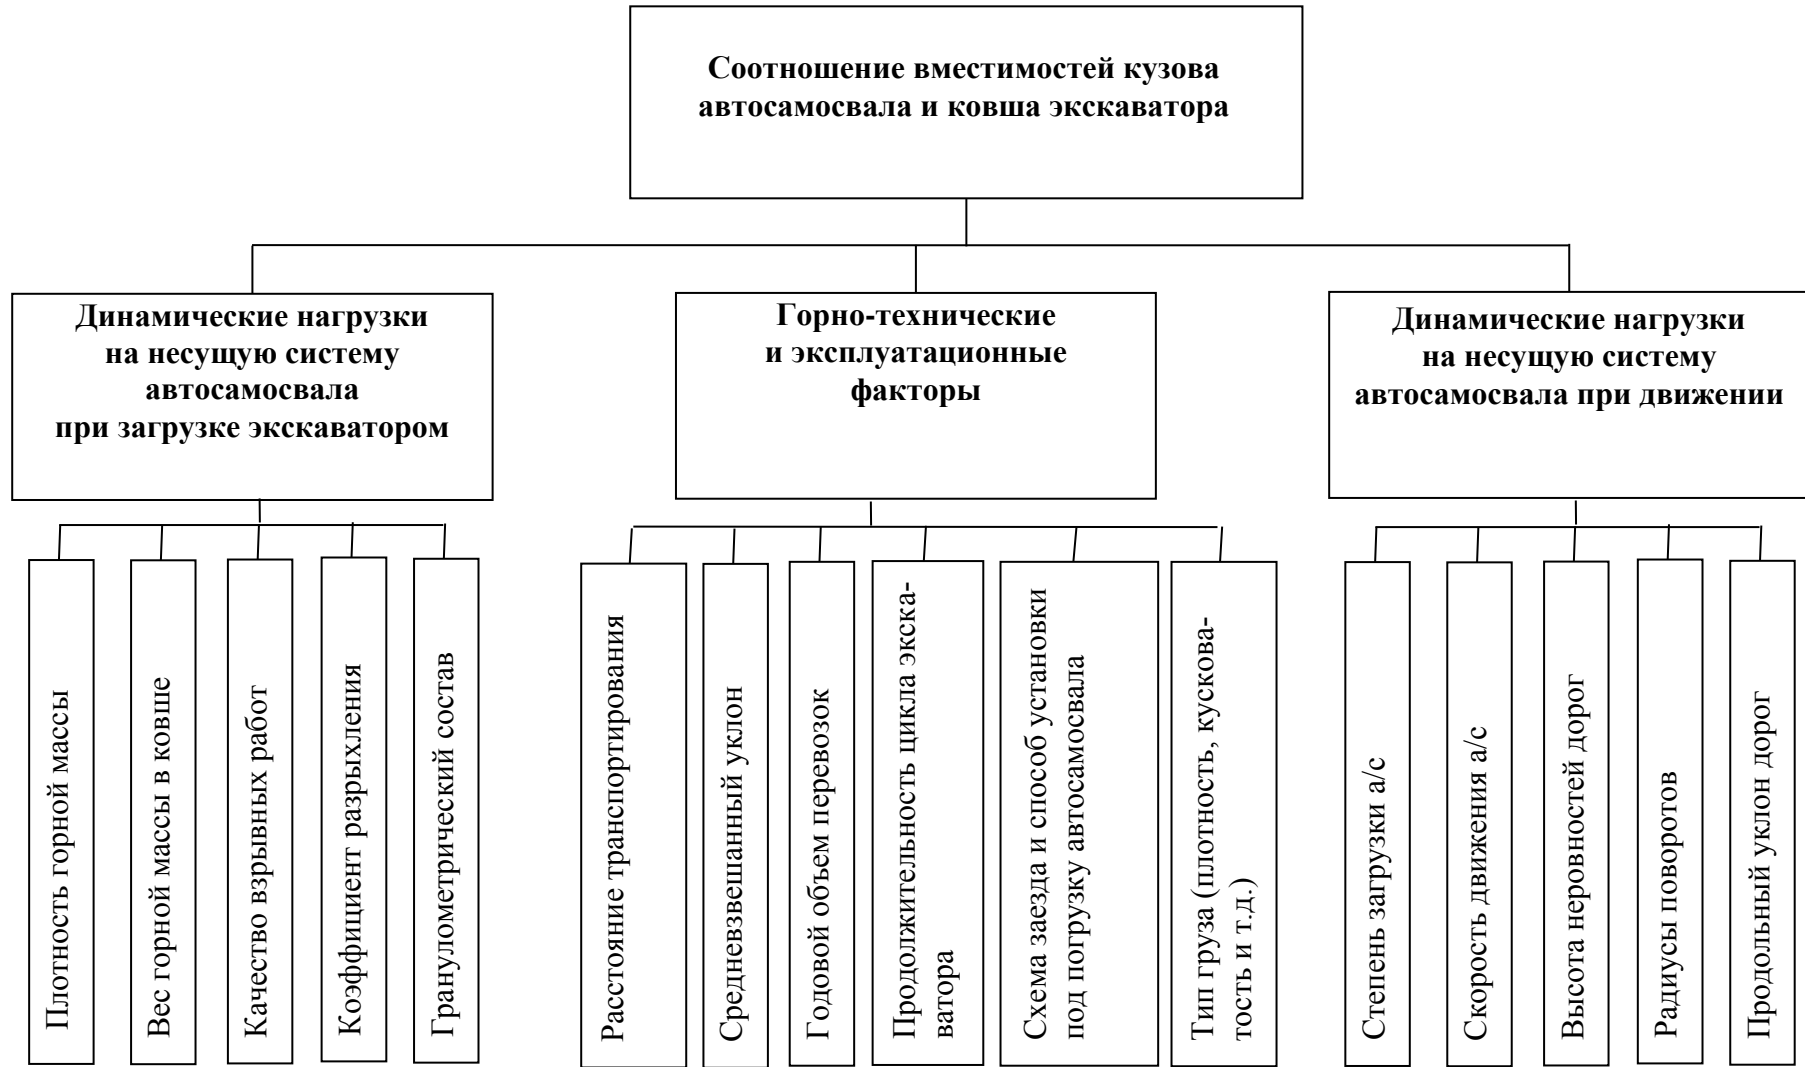 Соотношение вместимостей кузова
автосамосвала и ковша экскаватора
Динамические нагрузки
на несущую систему
автосамосвала
при загрузке экскаватором
Горно-технические
и эксплуатационные
факторы
Динамические нагрузки
на несущую систему
автосамосвала при движении
Плотность горной массы
Вес горной массы в ковше
Качество взрывных работ
Коэффициент разрыхления
Гранулометрический состав
Расстояние транспортирования
Средневзвешанный уклон
Годовой объем перевозок
Продолжительность цикла экска-
ватора
Схема заезда и способ установки
под погрузку автосамосвала
Тип груза (плотность, кускова-
тость и т.д.)
Степень загрузки а/с
Скорость движения а/с
Высота неровностей дорог
Радиусы поворотов
Продольный уклон дорог